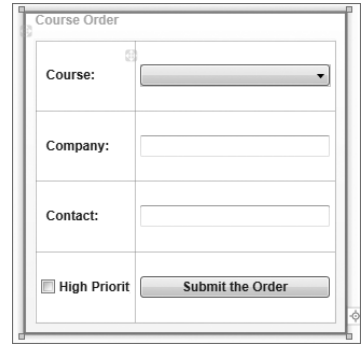 Course Order
Course:
Company:
Contact:
High Priorit
Submit the Order